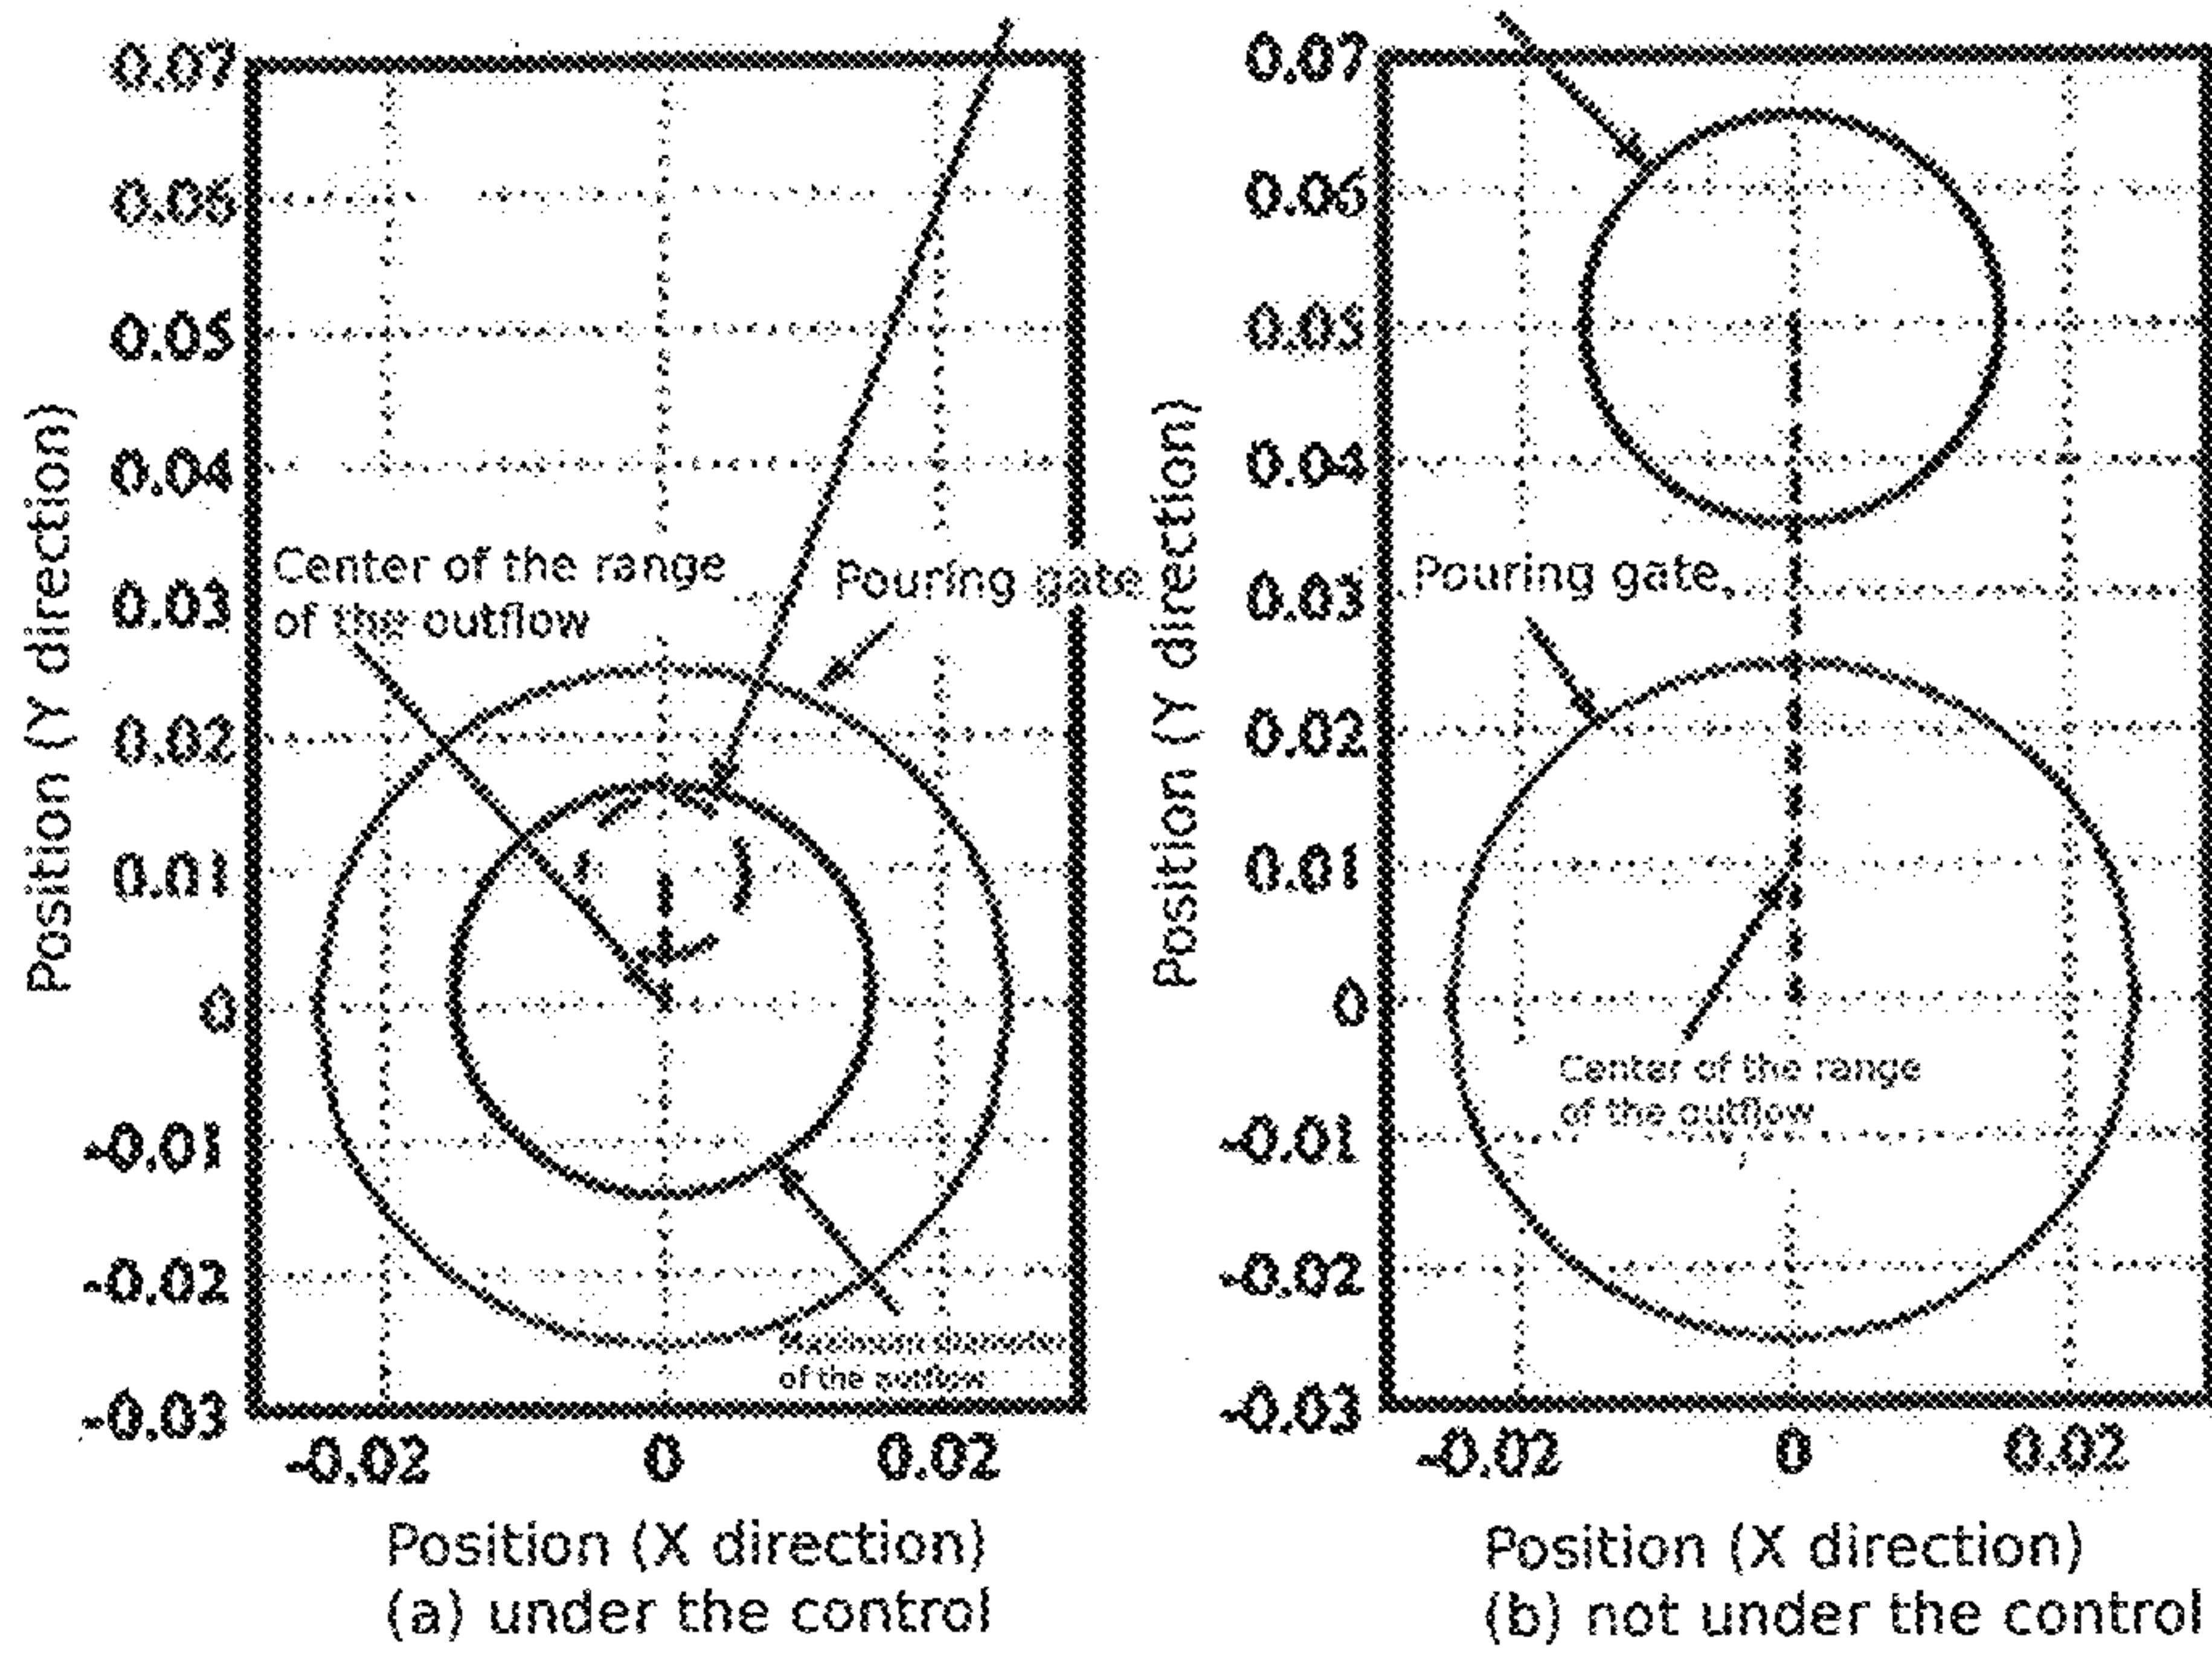 0.07
0.06
0.05
0.04
0.03
0.02
0.01
0
-0.01
-0.02
-0.03
Position (Y direction)
Center of the range
of the outflow
Pouring gate
Maximum diameter
of the outflow
-0.02 0 0.02
Position (X direction)
(a) under the control
0.07
0.06
0.05
0.04
0.03
0.02
0.01
0
-0.01
-0.02
-0.03
Position (Y direction)
Pouring gate
Center of the range
of the outflow
-0.02 0 0.02
Position (X direction)
(b) not under the control